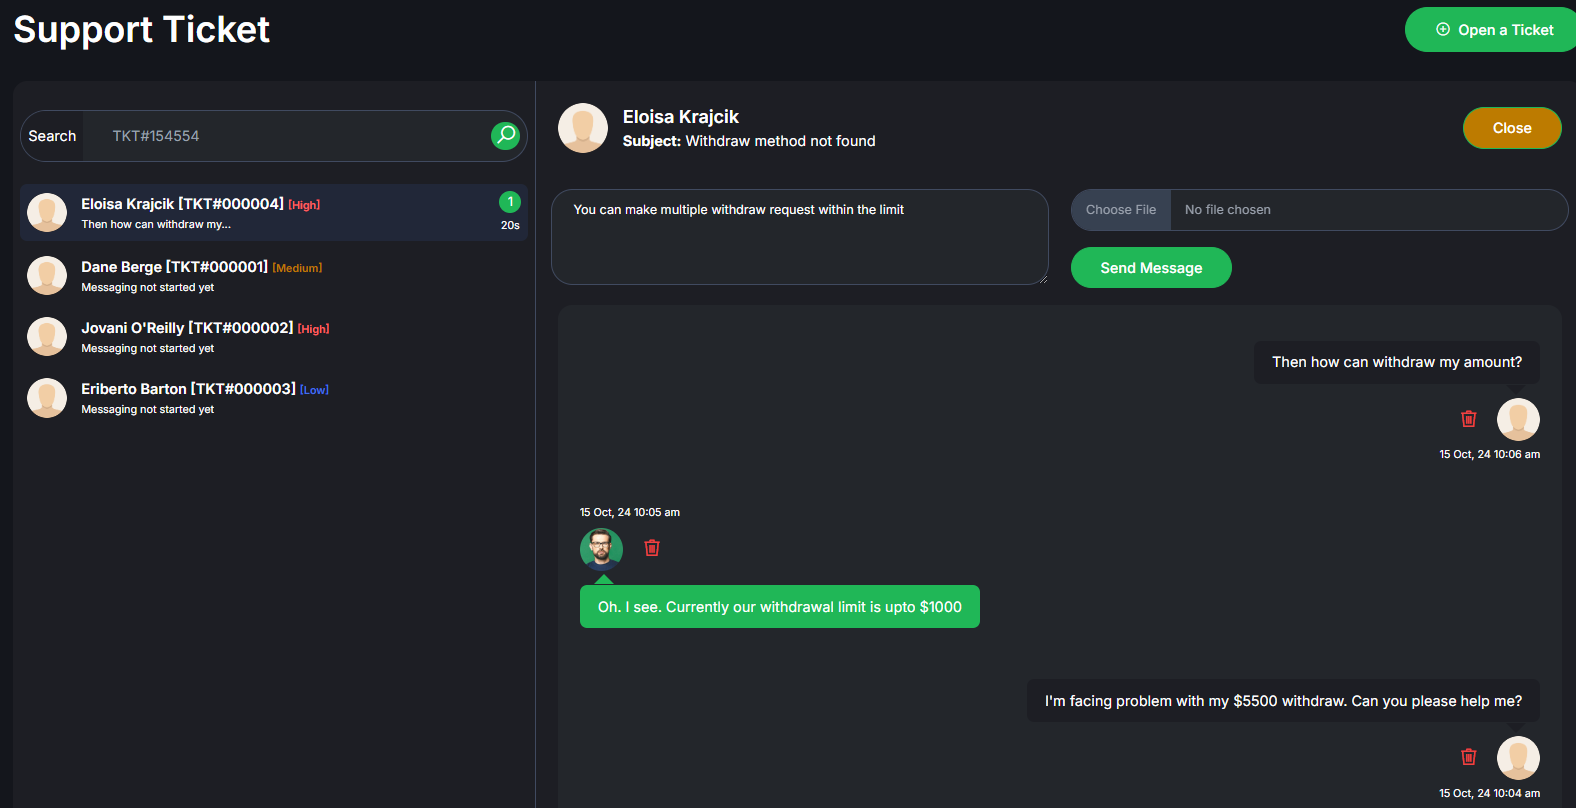 Support Ticket
Open a Ticket
Search
TKT#154554
Eloisa Krajcik [TKT#000004] [High]
1
Then how can withdraw my...
20s
Dane Berge [TKT#000001] [Medium]
Messaging not started yet
Jovani O'Reilly [TKT#000002] [High]
Messaging not started yet
Eriberto Barton [TKT#000003] [Low]
Messaging not started yet
Eloisa Krajcik
Subject: Withdraw method not found
Close
You can make multiple withdraw request within the limit
Choose File
No file chosen
Send Message
Then how can withdraw my amount?
15 Oct, 24 10:06 am
15 Oct, 24 10:05 am
Oh. I see. Currently our withdrawal limit is upto $1000
I'm facing problem with my $5500 withdraw. Can you please help me?
15 Oct, 24 10:04 am